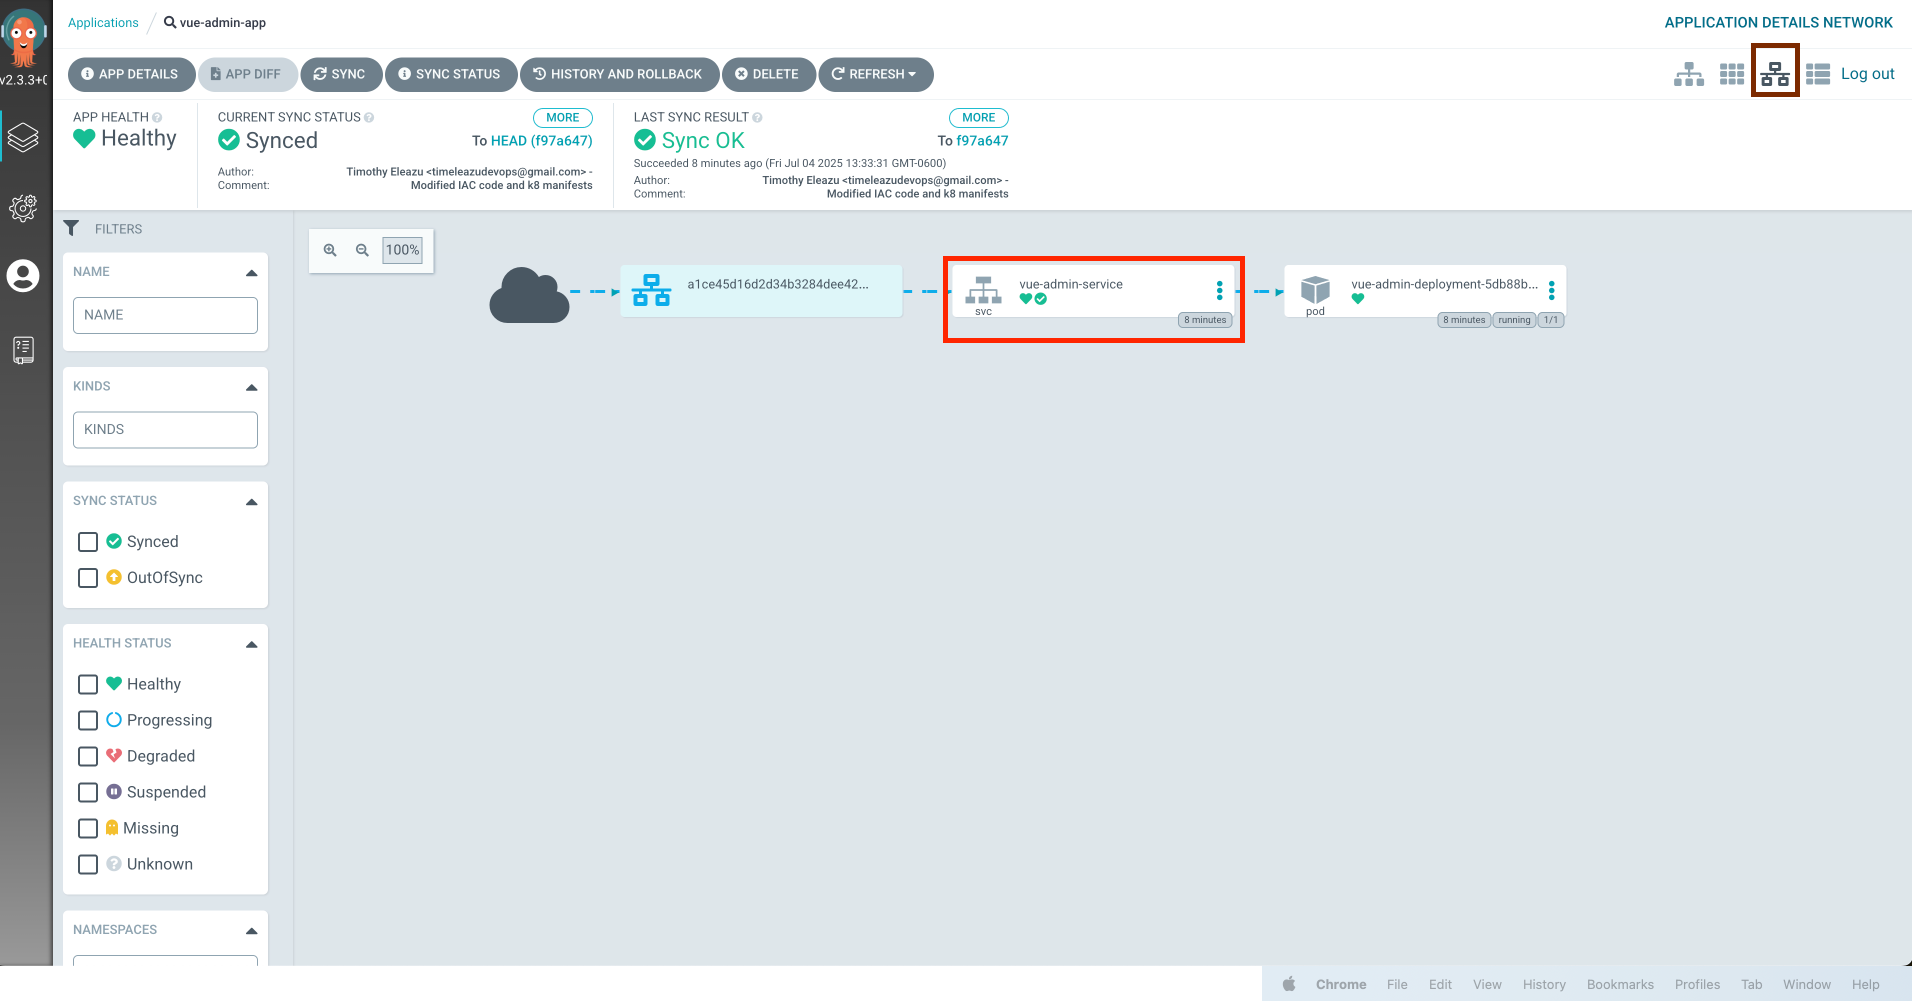 Applications / vue-admin-app
APPLICATION DETAILS NETWORK
v2.3.3+0
APP DETAILS
APP DIFF
SYNC
SYNC STATUS
HISTORY AND ROLLBACK
DELETE
REFRESH
Log out
APP HEALTH
Healthy
CURRENT SYNC STATUS
MORE
Synced
To HEAD (f97a647)
Author: Timothy Eleazu <timeleazudevops@gmail.com> -
Comment: Modified IAC code and k8 manifests
LAST SYNC RESULT
MORE
Sync OK
To f97a647
Succeeded 8 minutes ago (Fri Jul 04 2025 13:33:31 GMT-0600)
Author: Timothy Eleazu <timeleazudevops@gmail.com> -
Comment: Modified IAC code and k8 manifests
FILTERS
NAME
NAME
KINDS
KINDS
SYNC STATUS
Synced
OutOfSync
HEALTH STATUS
Healthy
Progressing
Degraded
Suspended
Missing
Unknown
NAMESPACES
100%
a1ce45d16d2d34b3284dee42...
vue-admin-service
svc
8 minutes
vue-admin-deployment-5db88b...
pod
8 minutes running 1/1
Chrome File Edit View History Bookmarks Profiles Tab Window Help